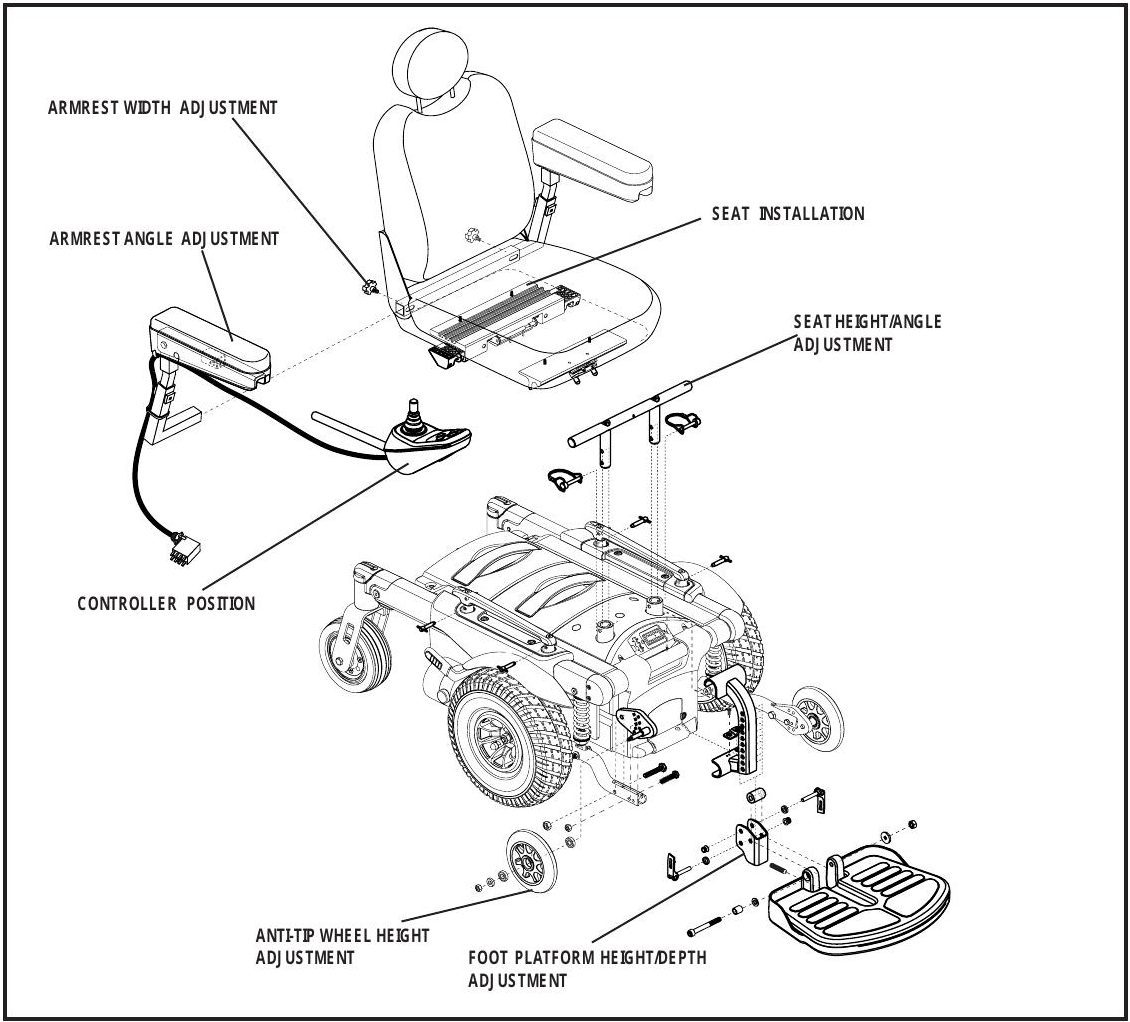 ARMREST WIDTH ADJUSTMENT
ARMREST ANGLE ADJUSTMENT
SEAT INSTALLATION
SEAT HEIGHT/ANGLE
ADJUSTMENT
CONTROLLER POSITION
ANTI-TIP WHEEL HEIGHT
ADJUSTMENT
FOOT PLATFORM HEIGHT/DEPTH
ADJUSTMENT